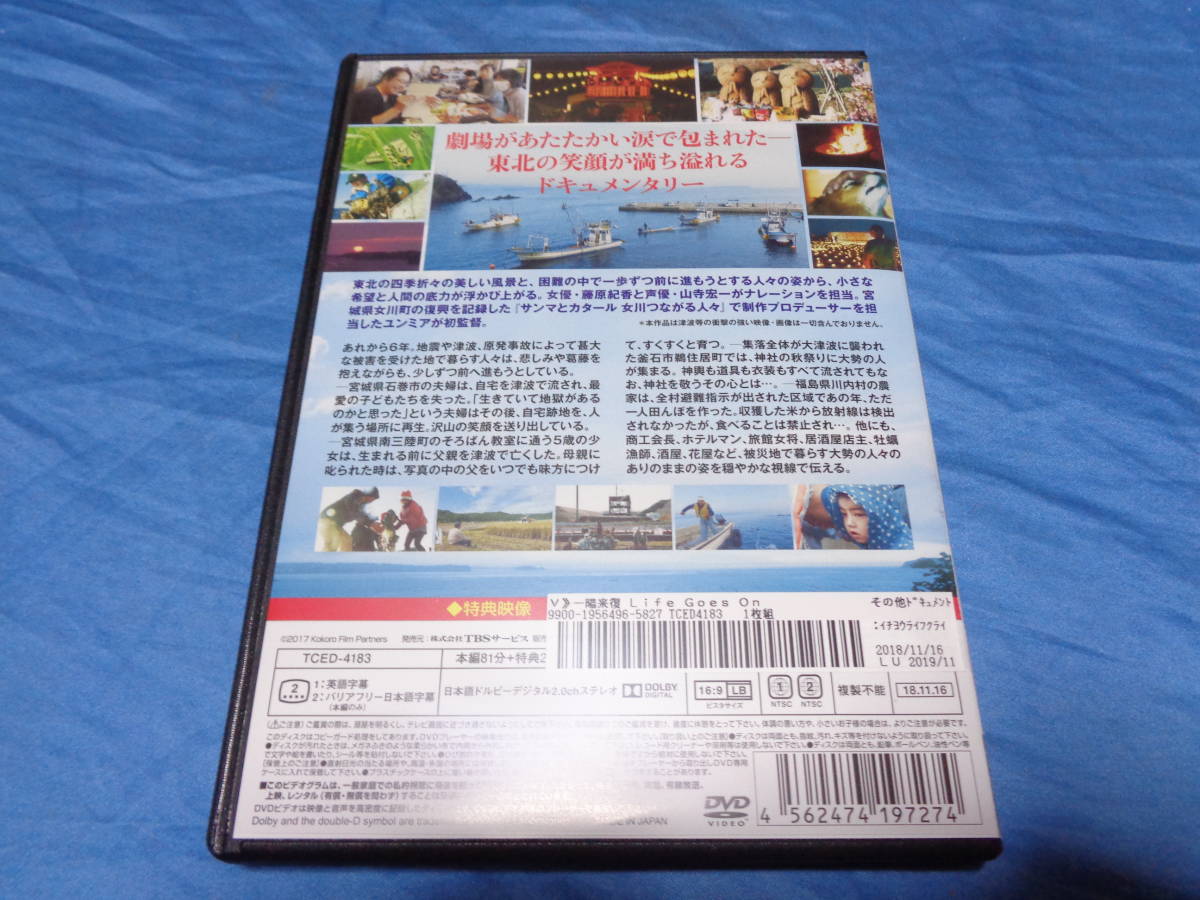 劇場があたたかい涙で包まれた―
東北の笑顔が満ち溢れる
ドキュメンタリー
東北の四季折々の美しい風景と、困難の中で一歩ずつ前に進もうとする人々の姿から、小さな
希望と人間の底力が浮かび上がる。女優・藤原紀香と声優・山寺宏一がナレーションを担当。宮
城県女川町の復興を記録した『サンマとカタール 女川つながる人々』で制作プロデューサーを担
当したユンミアが初監督。
＊本作品は津波等の衝撃の強い映像・画像は一切含んでおりません。
あれから6年。地震や津波、原発事故によって甚大
な被害を受けた地で暮らす人々は、悲しみや葛藤を
抱えながらも、少しずつ前へ進もうとしている。
―宮城県石巻市の夫婦は、自宅を津波で流され、最
愛の子どもたちを失った。「生きていて地獄がある
のかと思った」という夫婦はその後、自宅跡地を、人
が集う場所に再生。沢山の笑顔を送り出している。
―宮城県南三陸町のそろばん教室に通う5歳の少
女は、生まれる前に父親を津波で亡くした。母親に
叱られた時は、写真の中の父をいつでも味方につけ
て、すくすくと育つ。―集落全体が大津波に襲われ
た釜石市鵜住居町では、神社の秋祭りに大勢の人
が集まる。神輿も道具も衣装もすべて流されてもな
お、神社を敬うその心とは…。―福島県川内村の農
家は、全村避難指示が出された区域であの年、ただ
一人田んぼを作った。収穫した米から放射線は検出
されなかったが、食べることは禁止され…。他にも、
商工会長、ホテルマン、旅館女将、居酒屋店主、牡蠣
漁師、酒屋、花屋など、被災地で暮らす大勢の人々の
ありのままの姿を穏やかな視線で伝える。
◆特典映像
V》一陽来復 Life Goes On
9900-1956496-5827 TCED4183 1枚組
その他ﾄﾞｷｭﾒﾝﾄ
:イチヨウライフクライ
2018/11/16
LU 2019/11
©2017 Kokoro Film Partners 発売元：株式会社TBSサービス 販売
TCED-4183
本編81分+特典2
2
1：英語字幕
2：バリアフリー日本語字幕
（本編のみ）
日本語ドルビーデジタル2.0chステレオ
DOLBY
DIGITAL
16:9 LB
ビスタサイズ
1 NTSC
2 NTSC
複製不能
18.11.16
DVDビデオは映像と音声を高密度に記録したデ
Dolby and the double-D symbol are trade
IN JAPAN
DVD
VIDEO
4 562474 197274